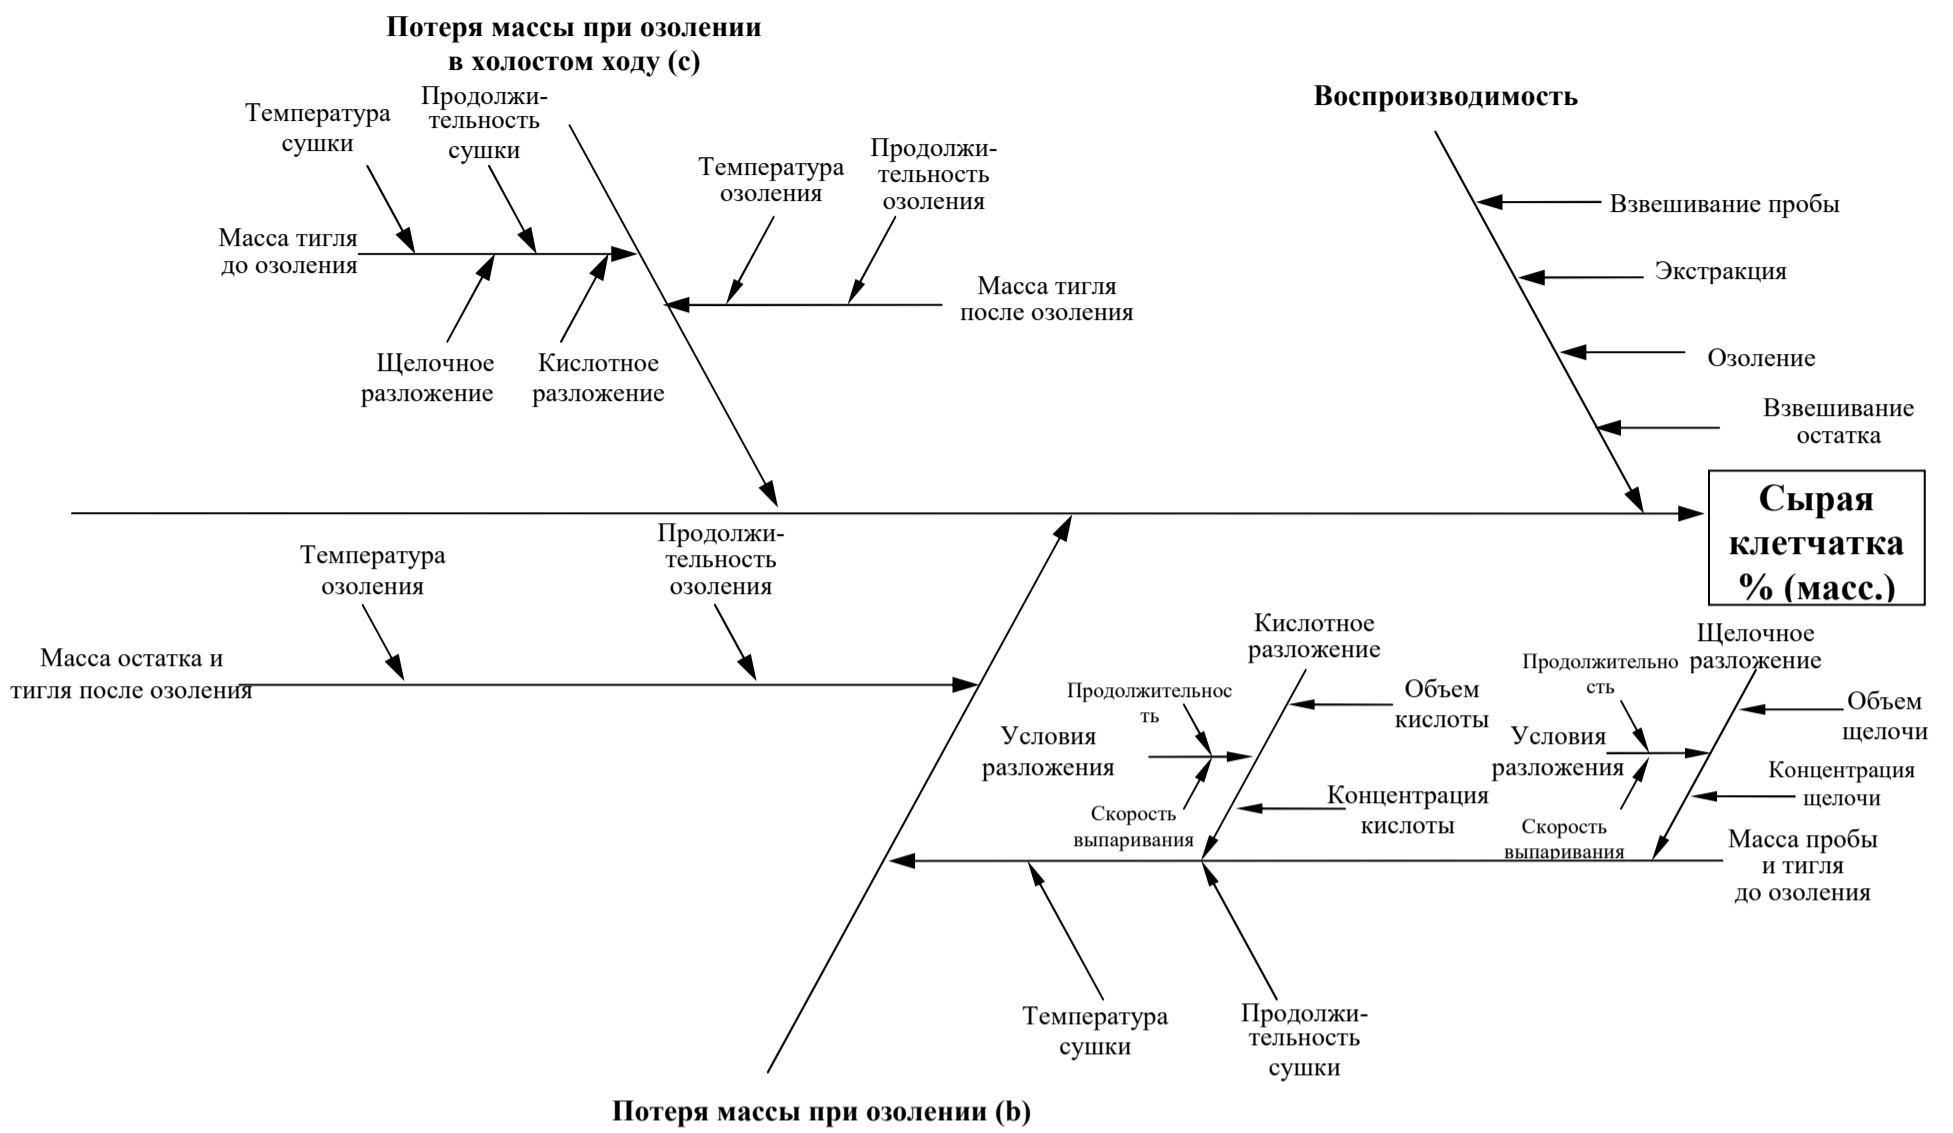 Потеря массы при озолении
в холостом ходу (с)
Температура
сушки
Продолжи-
тельность
сушки
Температура
озоления
Продолжи-
тельность
озоления
Масса тигля
до озоления
Масса тигля
после озоления
Щелочное
разложение
Кислотное
разложение
Воспроизводимость
Взвешивание пробы
Экстракция
Озоление
Взвешивание
остатка
Сырая
клетчатка
% (масс.)
Температура
озоления
Продолжи-
тельность
озоления
Масса остатка и
тигля после озоления
Кислотное
разложение
Продолжительнос
ть
Объем
кислоты
Условия
разложения
Концентрация
кислоты
Скорость
выпаривания
Щелочное
разложение
Продолжительно
сть
Объем
щелочи
Условия
разложения
Концентрация
щелочи
Скорость
выпаривания
Масса пробы
и тигля
до озоления
Температура
сушки
Продолжи-
тельность
сушки
Потеря массы при озолении (b)